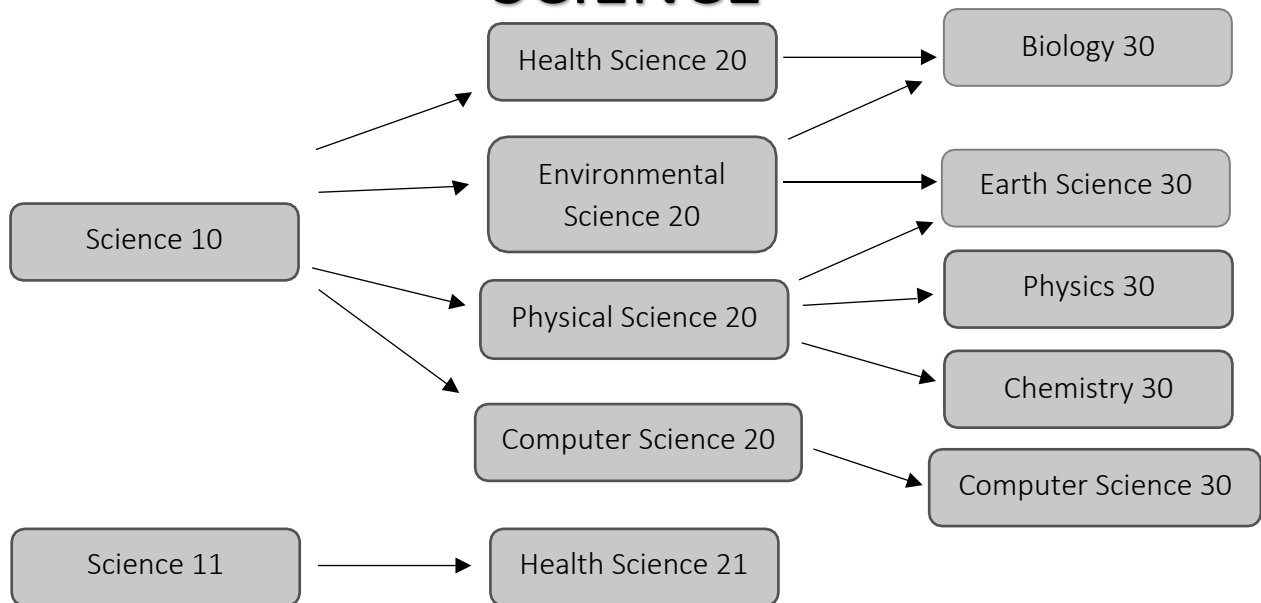 SCIENCE
Health Science 20
Biology 30
Environmental
Science 20
Earth Science 30
Science 10
Physics 30
Physical Science 20
Chemistry 30
Computer Science 20
Computer Science 30
Science 11
Health Science 21